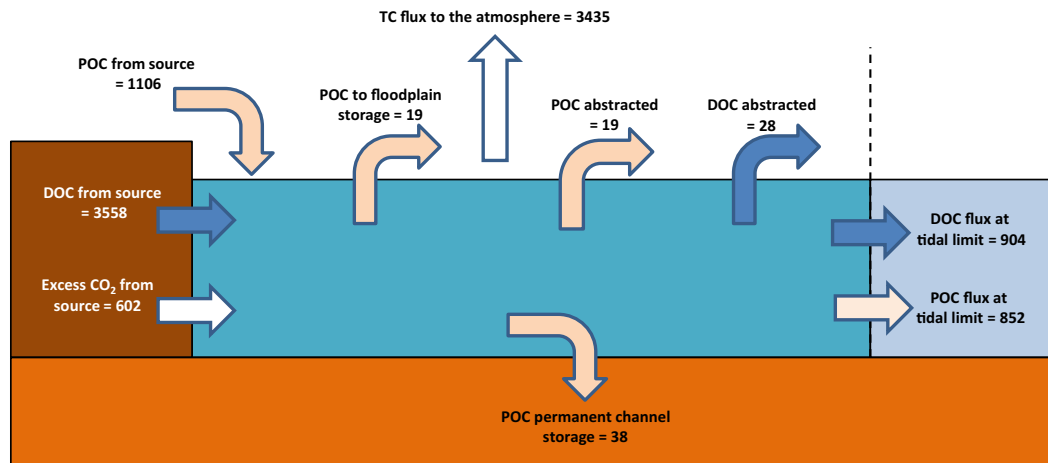 TC flux to the atmosphere = 3435
POC from source
= 1106
POC to floodplain
storage = 19
POC abstracted
= 19
DOC abstracted
= 28
DOC from source
= 3558
DOC flux at
tidal limit = 904
Excess CO₂ from
source = 602
POC flux at
tidal limit = 852
POC permanent channel
storage = 38